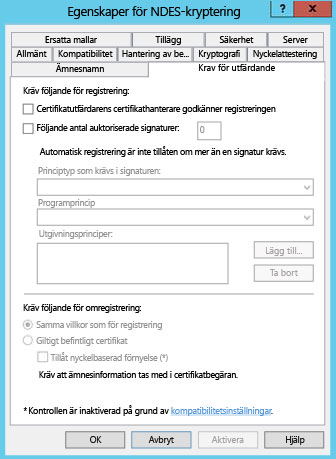 Egenskaper för NDES-kryptering
Ersatta mallar Tillägg Säkerhet Server
Allmänt Kompatibilitet Hantering av be... Kryptografi Nyckelattestering
Ämnesnamn Krav för utfärdande
Kräv följande för registrering:
Certifikatutfärdarens certifikathanterare godkänner registreringen
Följande antal auktoriserade signaturer: 0
Automatisk registrering är inte tillåten om mer än en signatur krävs.
Principtyp som krävs i signaturen:
Programprincip
Utgivningsprinciper:
Lägg till...
Ta bort
Kräv följande för omregistrering:
Samma villkor som för registrering
Giltigt befintligt certifikat
Tillåt nyckelbaserad förnyelse (*)
Kräv att ämnesinformation tas med i certifikatbegäran.
* Kontrollen är inaktiverad på grund av kompatibilitetsinställningar.
OK Avbryt Aktivera Hjälp